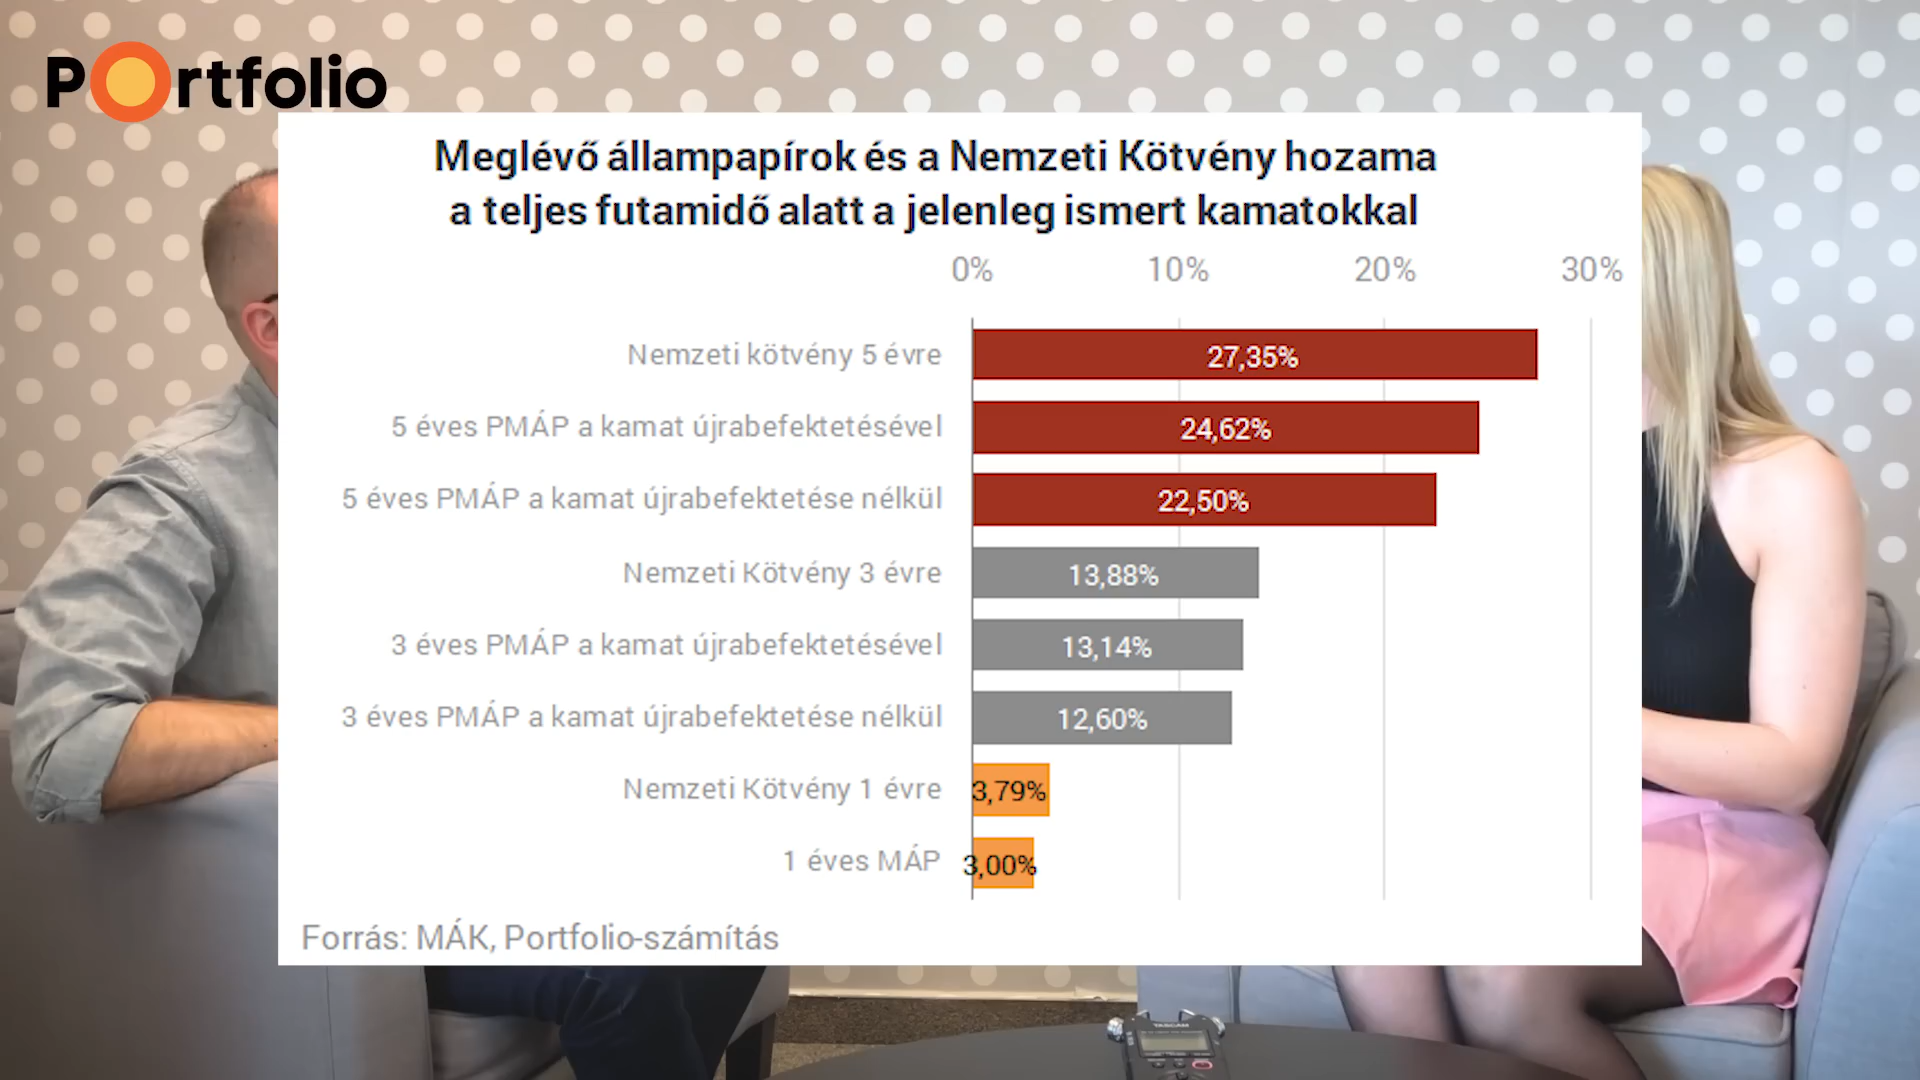 Portfolio
Meglévő állampapírok és a Nemzeti Kötvény hozama
a teljes futamidő alatt a jelenleg ismert kamatokkal
0% 10% 20% 30%
Nemzeti kötvény 5 évre 27,35%
5 éves PMÁP a kamat újrabefektetésével 24,62%
5 éves PMÁP a kamat újrabefektetése nélkül 22,50%
Nemzeti Kötvény 3 évre 13,88%
3 éves PMÁP a kamat újrabefektetésével 13,14%
3 éves PMÁP a kamat újrabefektetése nélkül 12,60%
Nemzeti Kötvény 1 évre 3,79%
1 éves MÁP 3,00%
Forrás: MÁK, Portfolio-számítás
TASCAM